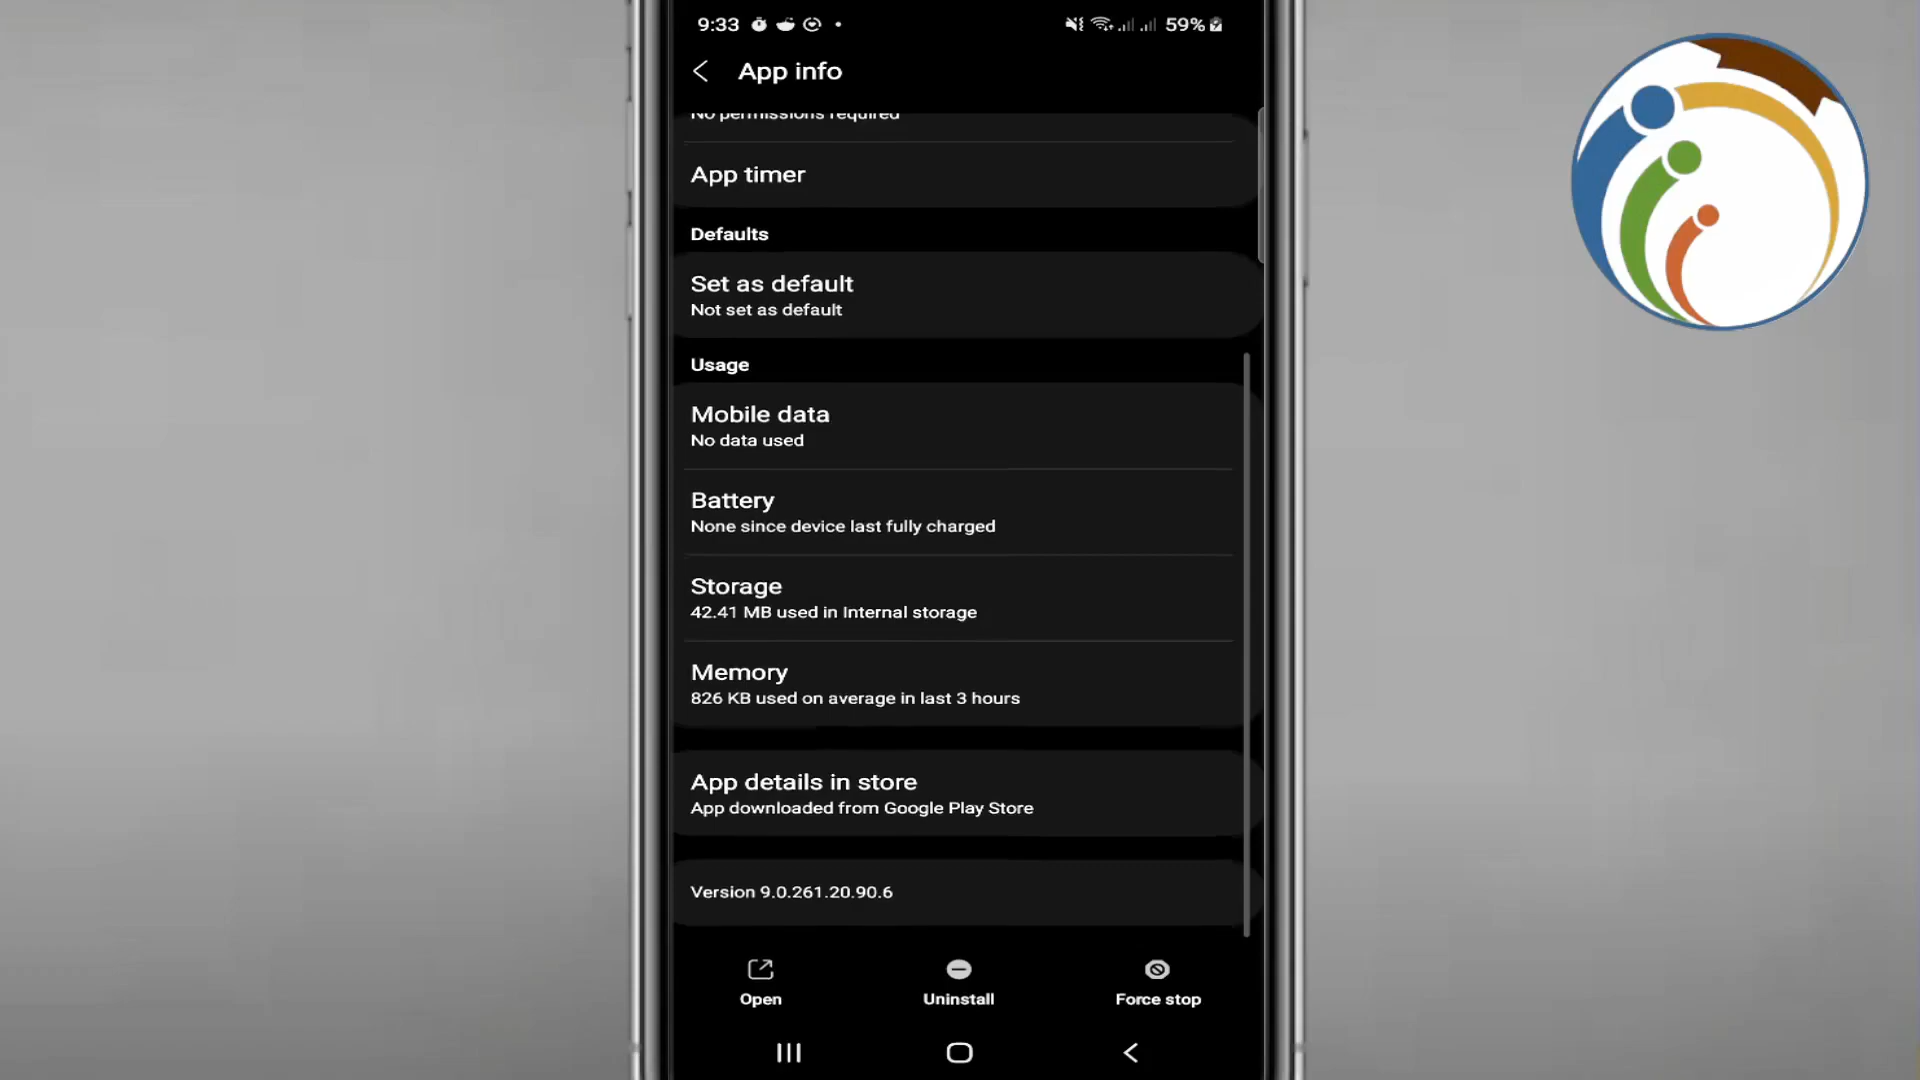 9:33
59%
App info
No permissions required
App timer
Defaults
Set as default
Not set as default
Usage
Mobile data
No data used
Battery
None since device last fully charged
Storage
42.41 MB used in Internal storage
Memory
826 KB used on average in last 3 hours
App details in store
App downloaded from Google Play Store
Version 9.0.261.20.90.6
Open
Uninstall
Force stop